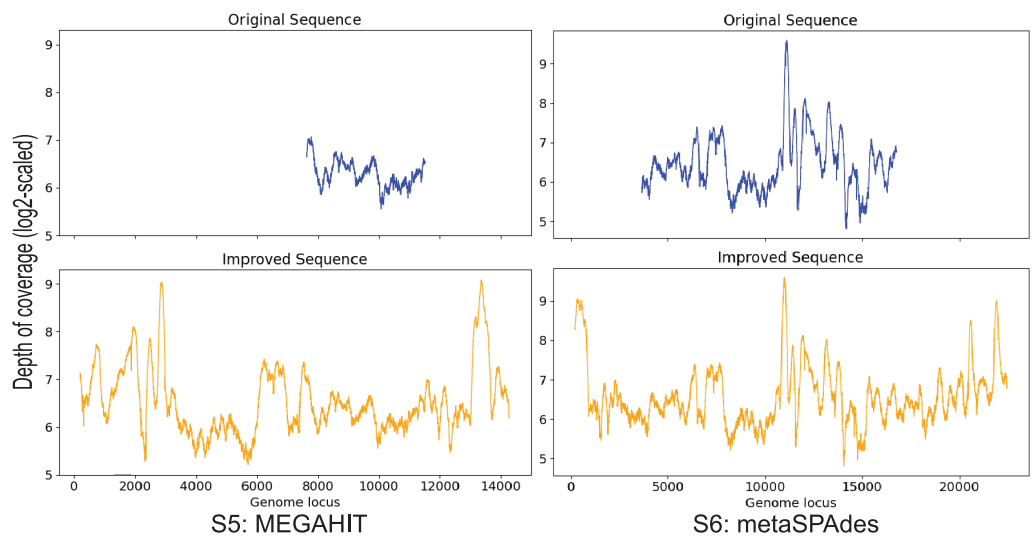 Original Sequence
Original Sequence
9
8
7
6
5
9
8
7
6
5
Depth of coverage (log2-scaled)
Improved Sequence
Improved Sequence
9
8
7
6
5
9
8
7
6
5
0 2000 4000 6000 8000 10000 12000 14000
0 5000 10000 15000 20000
Genome locus
Genome locus
S5: MEGAHIT
S6: metaSPAdes